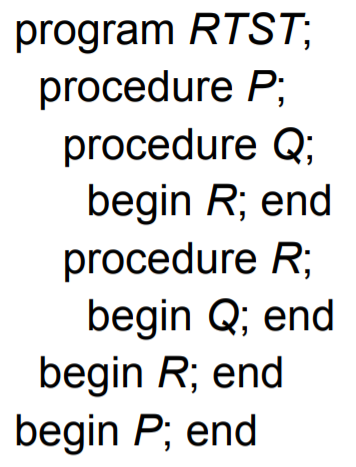 program RTST;
procedure P;
procedure Q;
begin R; end
procedure R;
begin Q; end
begin R; end
begin P; end